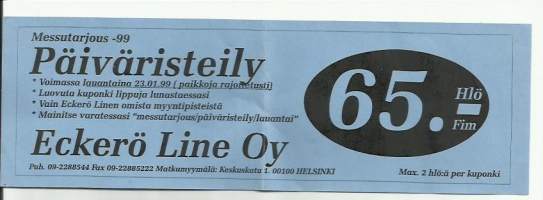 Messutarjous -99
Päiväristeily
* Voimassa lauantaina 23.01.99 ( paikkoja rajoitetusti)
* Luovuta kuponki lippuja lunastaessasi
* Vain Eckerö Linen omista myyntipisteistä
* Mainitse varatessasi "messutarjous/päiväristeily/lauantai"
65.- Hlö Fim
Eckerö Line Oy
Puh. 09-2288544 Fax 09-22885222 Matkamyymälä: Keskuskatu 1. 00100 HELSINKI
Max. 2 hlö:ä per kuponki